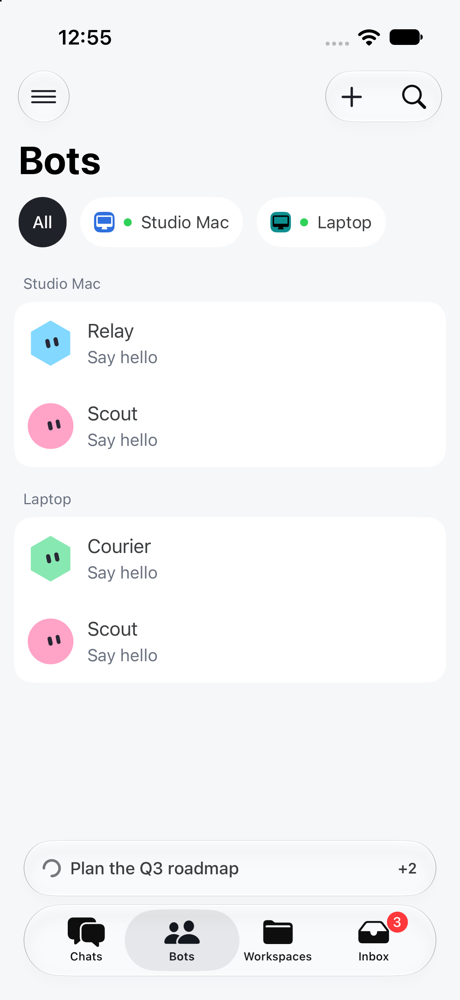 12:55
Bots
All
Studio Mac
Laptop
Studio Mac
Relay
Say hello
Scout
Say hello
Laptop
Courier
Say hello
Scout
Say hello
Plan the Q3 roadmap +2
Chats
Bots
Workspaces
Inbox
3